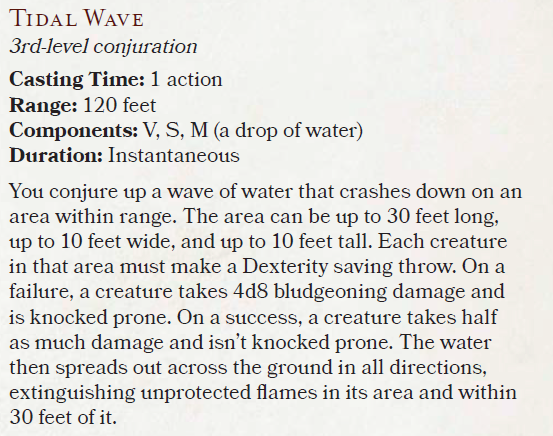 Tidal Wave
3rd-level conjuration
Casting Time: 1 action
Range: 120 feet
Components: V, S, M (a drop of water)
Duration: Instantaneous
You conjure up a wave of water that crashes down on an
area within range. The area can be up to 30 feet long,
up to 10 feet wide, and up to 10 feet tall. Each creature
in that area must make a Dexterity saving throw. On a
failure, a creature takes 4d8 bludgeoning damage and
is knocked prone. On a success, a creature takes half
as much damage and isn't knocked prone. The water
then spreads out across the ground in all directions,
extinguishing unprotected flames in its area and within
30 feet of it.